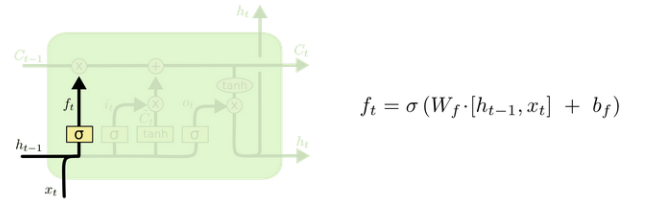 h_t
C_{t-1}
C_t
×
+
tanh
f_t
i_t
o_t
×
×
C̃_t
σ
σ
tanh
σ
h_{t-1}
h_t
x_t
f_t = σ (W_f·[h_{t-1}, x_t] + b_f)